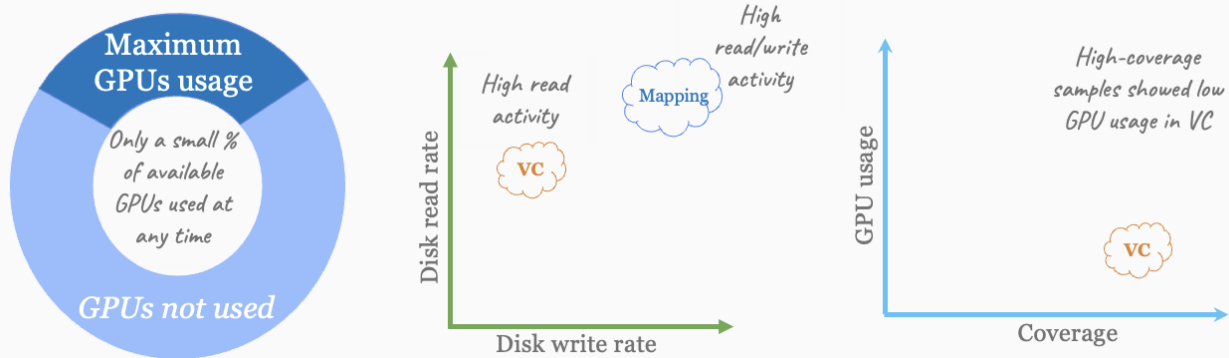 Maximum
GPUs usage
Only a small %
of available
GPUs used at
any time
GPUs not used
Disk read rate
High read
activity
VC
High
read/write
activity
Mapping
Disk write rate
GPU usage
High-coverage
samples showed low
GPU usage in VC
VC
Coverage